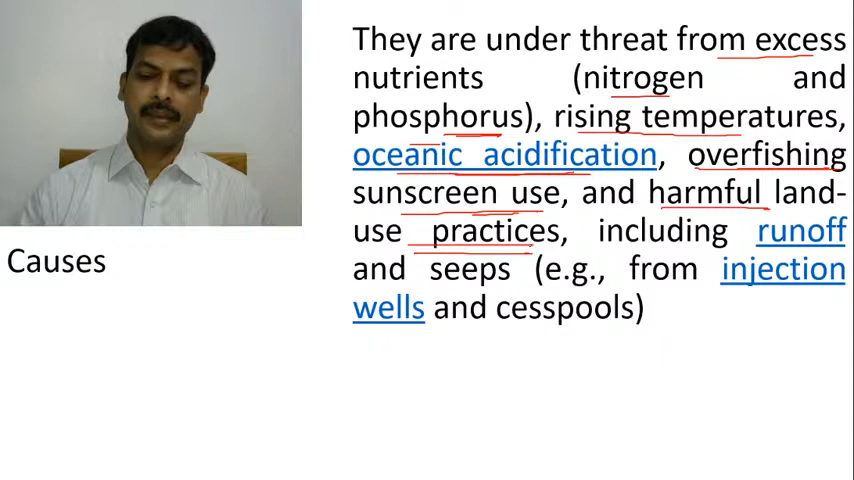 They are under threat from excess
nutrients (nitrogen and
phosphorus), rising temperatures,
oceanic acidification, overfishing
sunscreen use, and harmful land-
use practices, including runoff
and seeps (e.g., from injection
wells and cesspools)
Causes